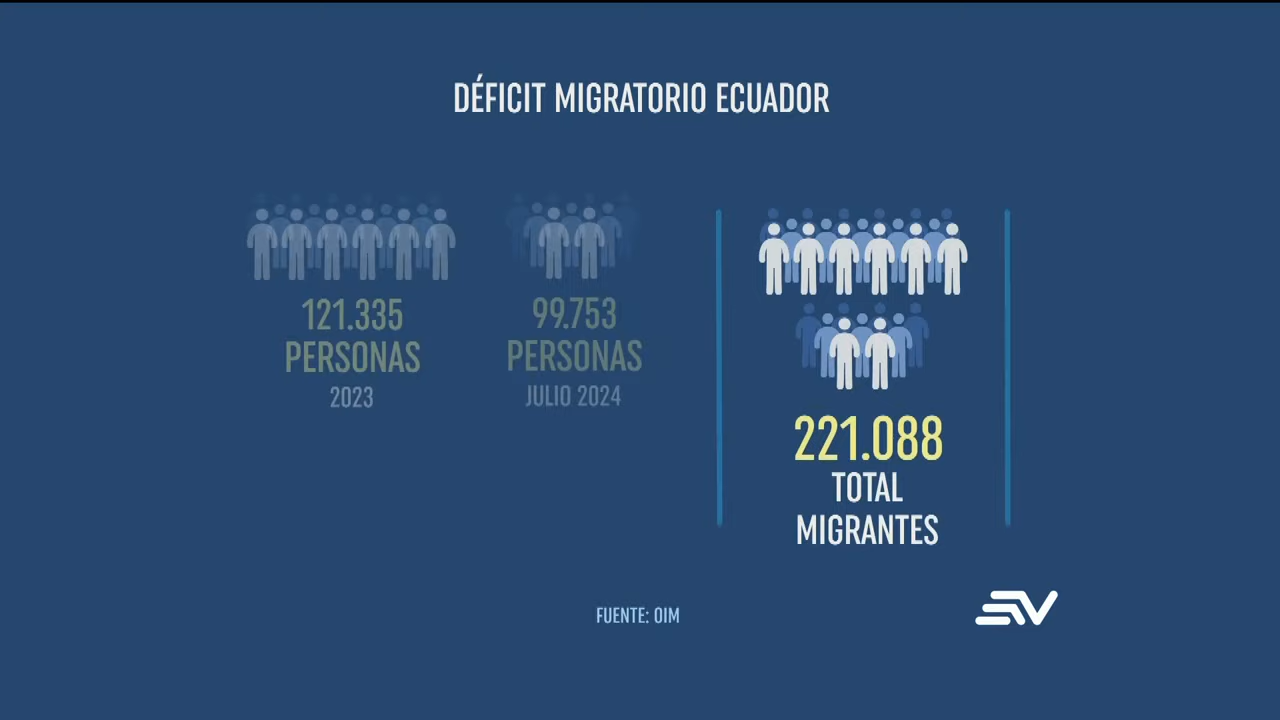 DÉFICIT MIGRATORIO ECUADOR
121.335
PERSONAS
2023
99.753
PERSONAS
JULIO 2024
221.088
TOTAL
MIGRANTES
FUENTE: OIM